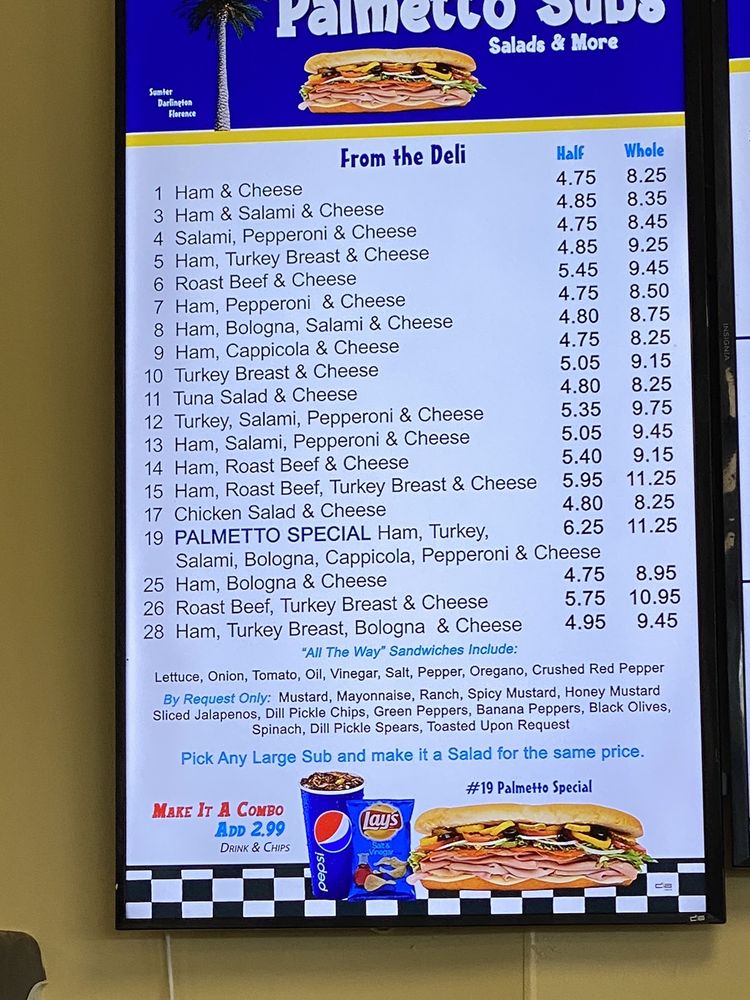 Palmetto Subs
Salads & More
Sumter
Darlington
Florence
From the Deli Half Whole
1 Ham & Cheese 4.75 8.25
3 Ham & Salami & Cheese 4.85 8.35
4 Salami, Pepperoni & Cheese 4.75 8.45
5 Ham, Turkey Breast & Cheese 4.85 9.25
6 Roast Beef & Cheese 5.45 9.45
7 Ham, Pepperoni & Cheese 4.75 8.50
8 Ham, Bologna, Salami & Cheese 4.80 8.75
9 Ham, Cappicola & Cheese 4.75 8.25
10 Turkey Breast & Cheese 5.05 9.15
11 Tuna Salad & Cheese 4.80 8.25
12 Turkey, Salami, Pepperoni & Cheese 5.35 9.75
13 Ham, Salami, Pepperoni & Cheese 5.05 9.45
14 Ham, Roast Beef & Cheese 5.40 9.15
15 Ham, Roast Beef, Turkey Breast & Cheese 5.95 11.25
17 Chicken Salad & Cheese 4.80 8.25
19 PALMETTO SPECIAL Ham, Turkey, 6.25 11.25
Salami, Bologna, Cappicola, Pepperoni & Cheese
25 Ham, Bologna & Cheese 4.75 8.95
26 Roast Beef, Turkey Breast & Cheese 5.75 10.95
28 Ham, Turkey Breast, Bologna & Cheese 4.95 9.45
"All The Way" Sandwiches Include:
Lettuce, Onion, Tomato, Oil, Vinegar, Salt, Pepper, Oregano, Crushed Red Pepper
By Request Only: Mustard, Mayonnaise, Ranch, Spicy Mustard, Honey Mustard
Sliced Jalapenos, Dill Pickle Chips, Green Peppers, Banana Peppers, Black Olives,
Spinach, Dill Pickle Spears, Toasted Upon Request
Pick Any Large Sub and make it a Salad for the same price.
#19 Palmetto Special
Make It A Combo
Add 2.99
Drink & Chips
pepsi
Lay's
Salt &
Vinegar
INSIGNIA